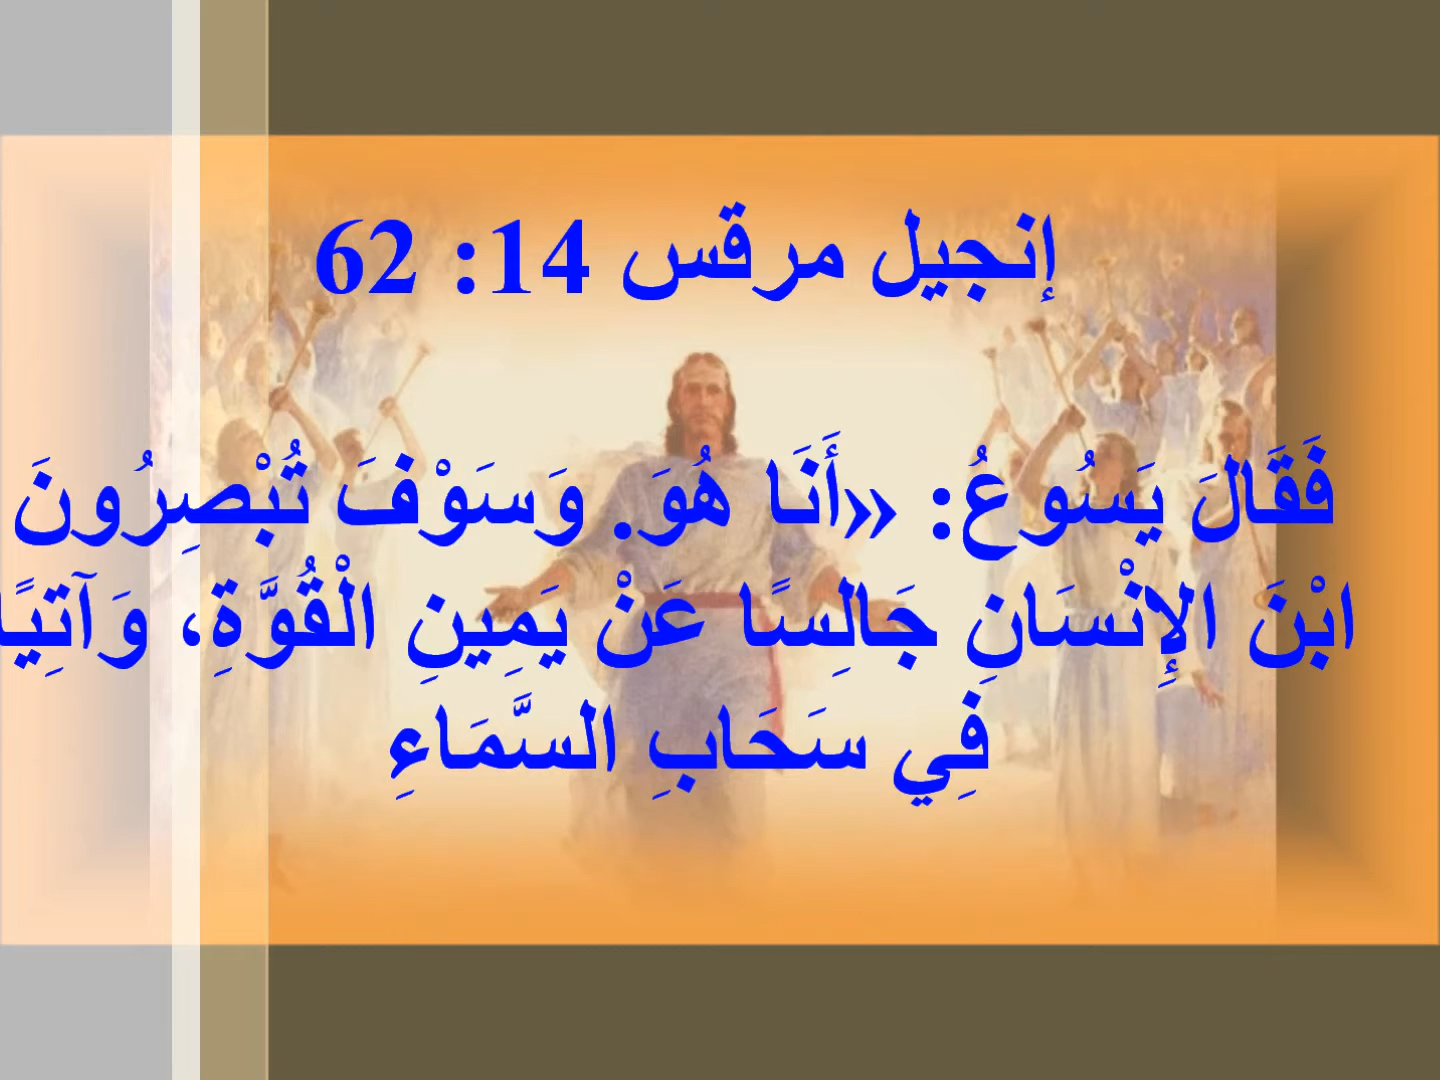 إنجيل مرقس 14: 62
فَقَالَ يَسُوعُ: «أَنَا هُوَ. وَسَوْفَ تُبْصِرُونَ
ابْنَ الإِنْسَانِ جَالِسًا عَنْ يَمِينِ الْقُوَّةِ، وَآتِيًا
فِي سَحَابِ السَّمَاءِ